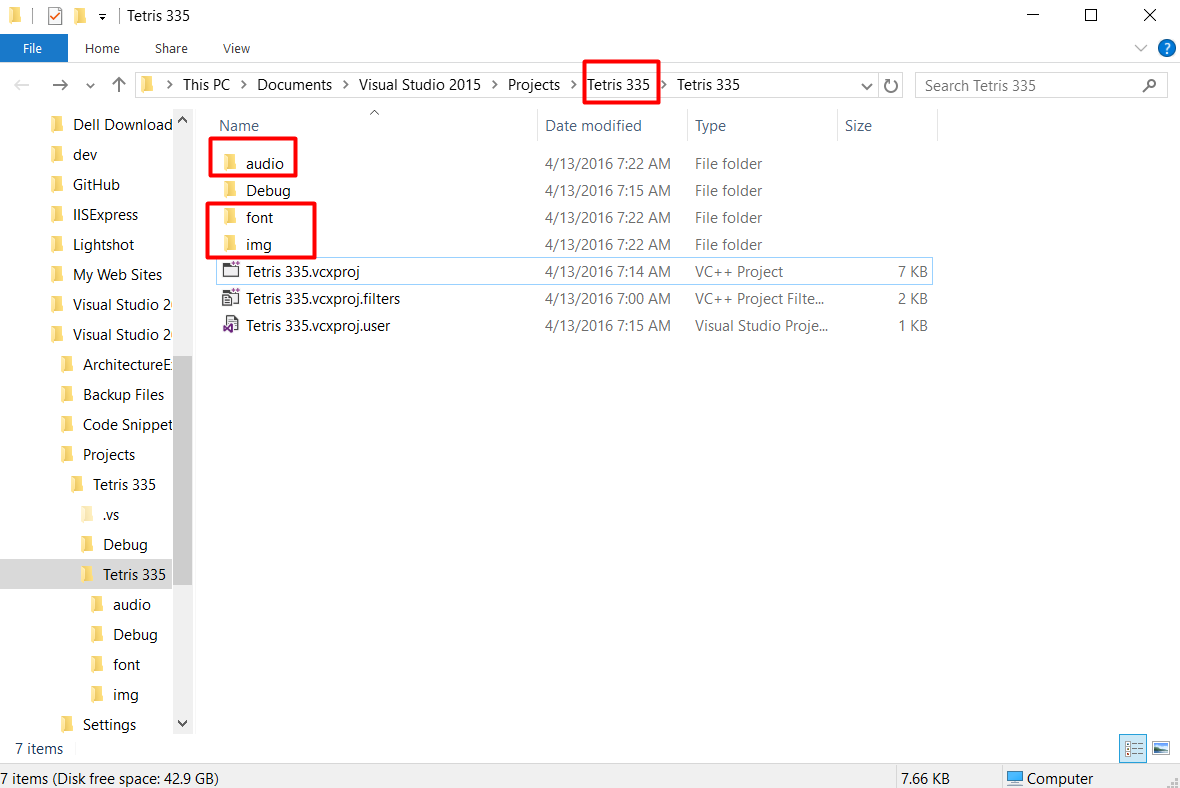 Tetris 335
File Home Share View
This PC Documents Visual Studio 2015 Projects Tetris 335 Tetris 335 Search Tetris 335
Dell Download
dev
GitHub
IISExpress
Lightshot
My Web Sites
Visual Studio 20
Visual Studio 20
ArchitectureEx
Backup Files
Code Snippet
Projects
Tetris 335
.vs
Debug
Tetris 335
audio
Debug
font
img
Settings
Name Date modified Type Size
audio 4/13/2016 7:22 AM File folder
Debug 4/13/2016 7:15 AM File folder
font 4/13/2016 7:22 AM File folder
img 4/13/2016 7:22 AM File folder
Tetris 335.vcxproj 4/13/2016 7:14 AM VC++ Project 7 KB
Tetris 335.vcxproj.filters 4/13/2016 7:00 AM VC++ Project Filte... 2 KB
Tetris 335.vcxproj.user 4/13/2016 7:15 AM Visual Studio Proje... 1 KB
7 items
7 items (Disk free space: 42.9 GB) 7.66 KB Computer